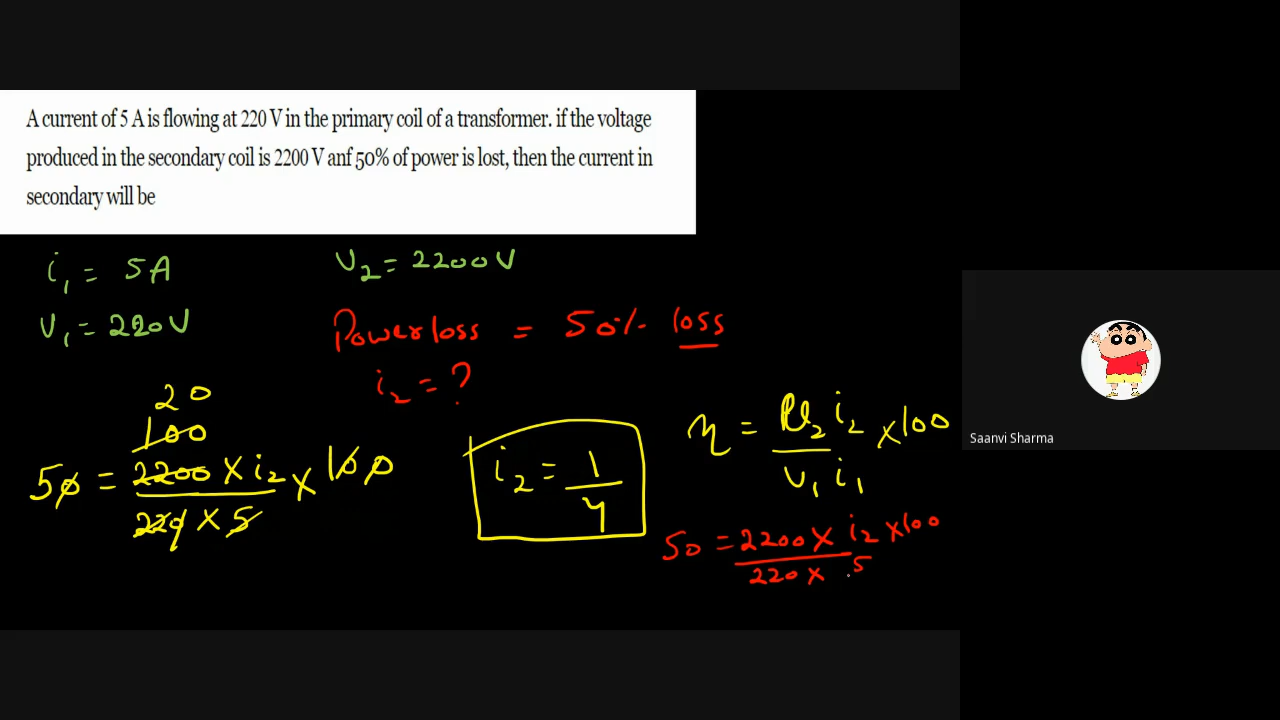 A current of 5 A is flowing at 220 V in the primary coil of a transformer. if the voltage
produced in the secondary coil is 2200 V anf 50% of power is lost, then the current in
secondary will be
i₁ = 5A
V₂ = 2200V
V₁ = 220V
Power loss = 50% loss
i₂ = ?
20
100
50 = 2200 × i₂ × 100
220 × 5
i₂ = 1
4
η = V₂ i₂ × 100
V₁ i₁
50 = 2200 × i₂ × 100
220 × 5
Saanvi Sharma